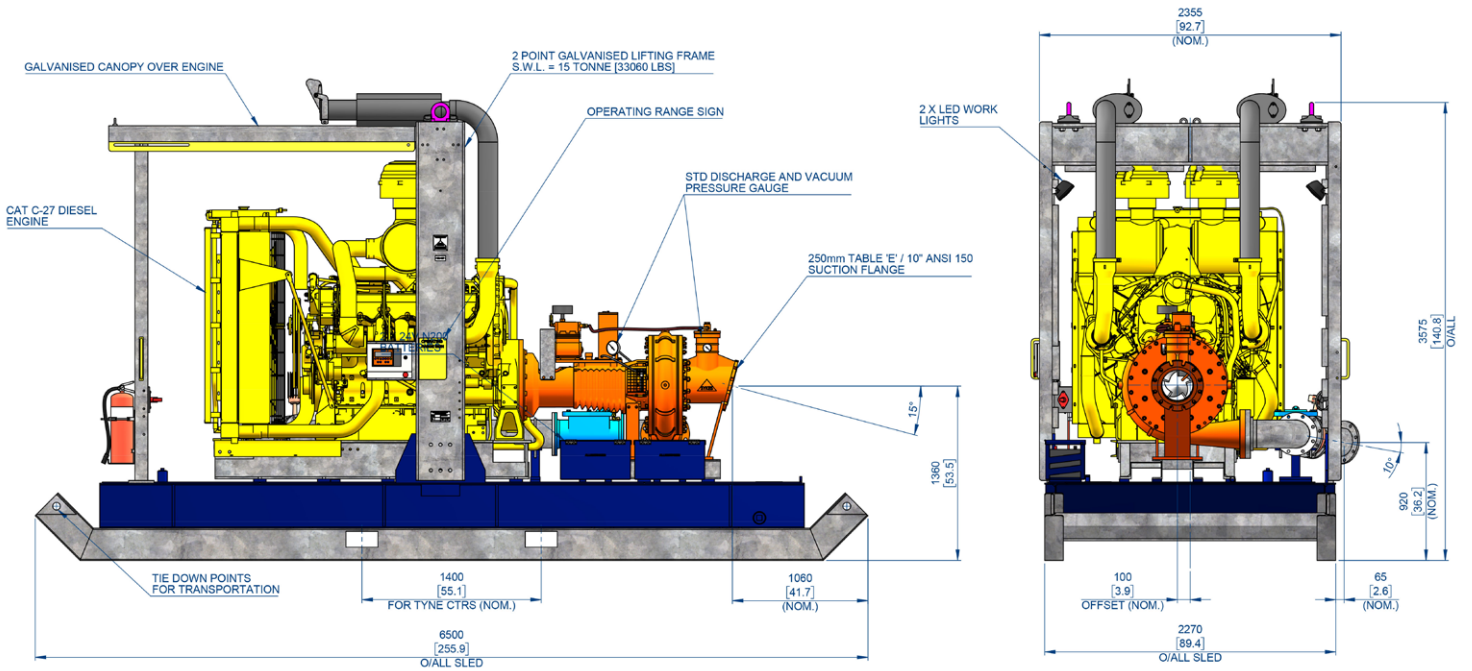 GALVANISED CANOPY OVER ENGINE
2 POINT GALVANISED LIFTING FRAME
S.W.L. = 15 TONNE [33060 LBS]
OPERATING RANGE SIGN
STD DISCHARGE AND VACUUM
PRESSURE GAUGE
CAT C-27 DIESEL
ENGINE
250mm TABLE 'E' / 10" ANSI 150
SUCTION FLANGE
24V N200
BATTERIES
15°
1360
[53.5]
TIE DOWN POINTS
FOR TRANSPORTATION
1400
[55.1]
FOR TYNE CTRS (NOM.)
1060
[41.7]
(NOM.)
6500
[255.9]
O/ALL SLED
2355
[92.7]
(NOM.)
2 X LED WORK
LIGHTS
3575
[140.8]
O/ALL
10°
920
[36.2]
(NOM.)
100
[3.9]
OFFSET (NOM.)
65
[2.6]
(NOM.)
2270
[89.4]
O/ALL SLED